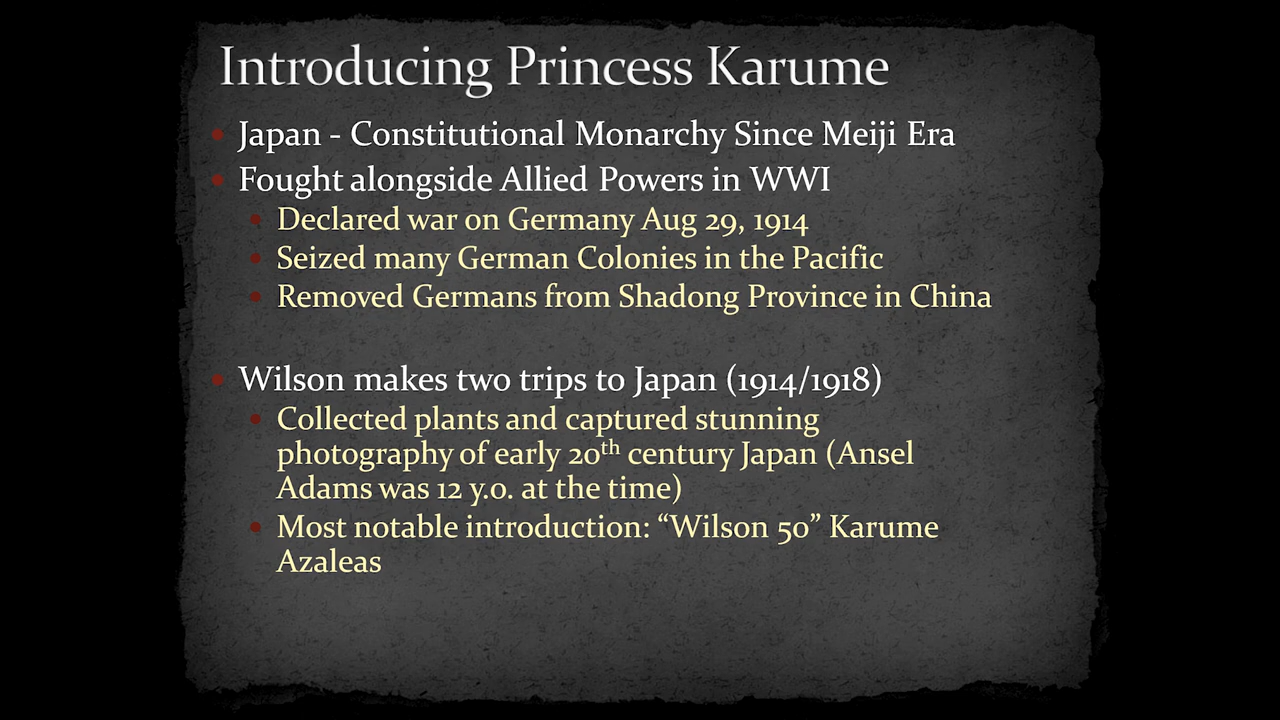 Introducing Princess Karume
• Japan - Constitutional Monarchy Since Meiji Era
• Fought alongside Allied Powers in WWI
• Declared war on Germany Aug 29, 1914
• Seized many German Colonies in the Pacific
• Removed Germans from Shadong Province in China
• Wilson makes two trips to Japan (1914/1918)
• Collected plants and captured stunning
photography of early 20th century Japan (Ansel
Adams was 12 y.o. at the time)
• Most notable introduction: “Wilson 50” Karume
Azaleas